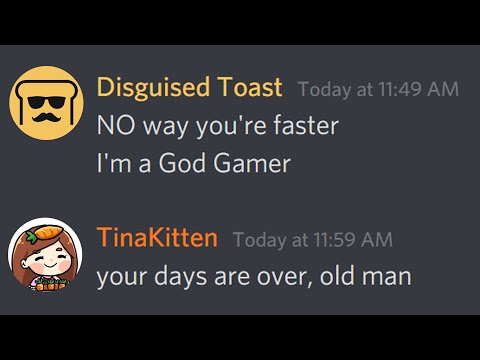 Disguised Toast Today at 11:49 AM
NO way you're faster
I'm a God Gamer
TinaKitten Today at 11:59 AM
your days are over, old man